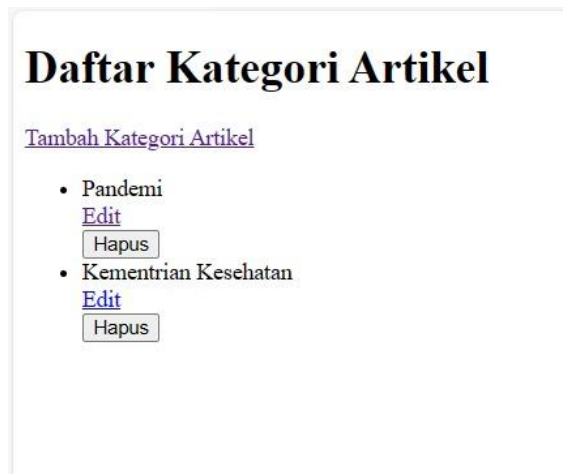 Daftar Kategori Artikel
Tambah Kategori Artikel
Pandemi
Edit
Hapus
Kementrian Kesehatan
Edit
Hapus